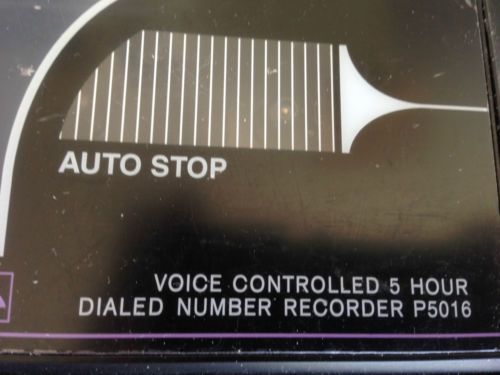 AUTO STOP
VOICE CONTROLLED 5 HOUR
DIALED NUMBER RECORDER P5016